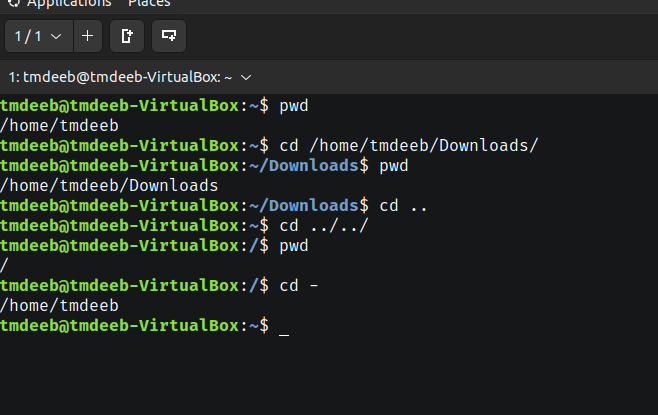 Applications Places
1 / 1
1: tmdeeb@tmdeeb-VirtualBox: ~
tmdeeb@tmdeeb-VirtualBox:~$ pwd
/home/tmdeeb
tmdeeb@tmdeeb-VirtualBox:~$ cd /home/tmdeeb/Downloads/
tmdeeb@tmdeeb-VirtualBox:~/Downloads$ pwd
/home/tmdeeb/Downloads
tmdeeb@tmdeeb-VirtualBox:~/Downloads$ cd ..
tmdeeb@tmdeeb-VirtualBox:~$ cd ../../
tmdeeb@tmdeeb-VirtualBox:/$ pwd
/
tmdeeb@tmdeeb-VirtualBox:/$ cd -
/home/tmdeeb
tmdeeb@tmdeeb-VirtualBox:~$ _